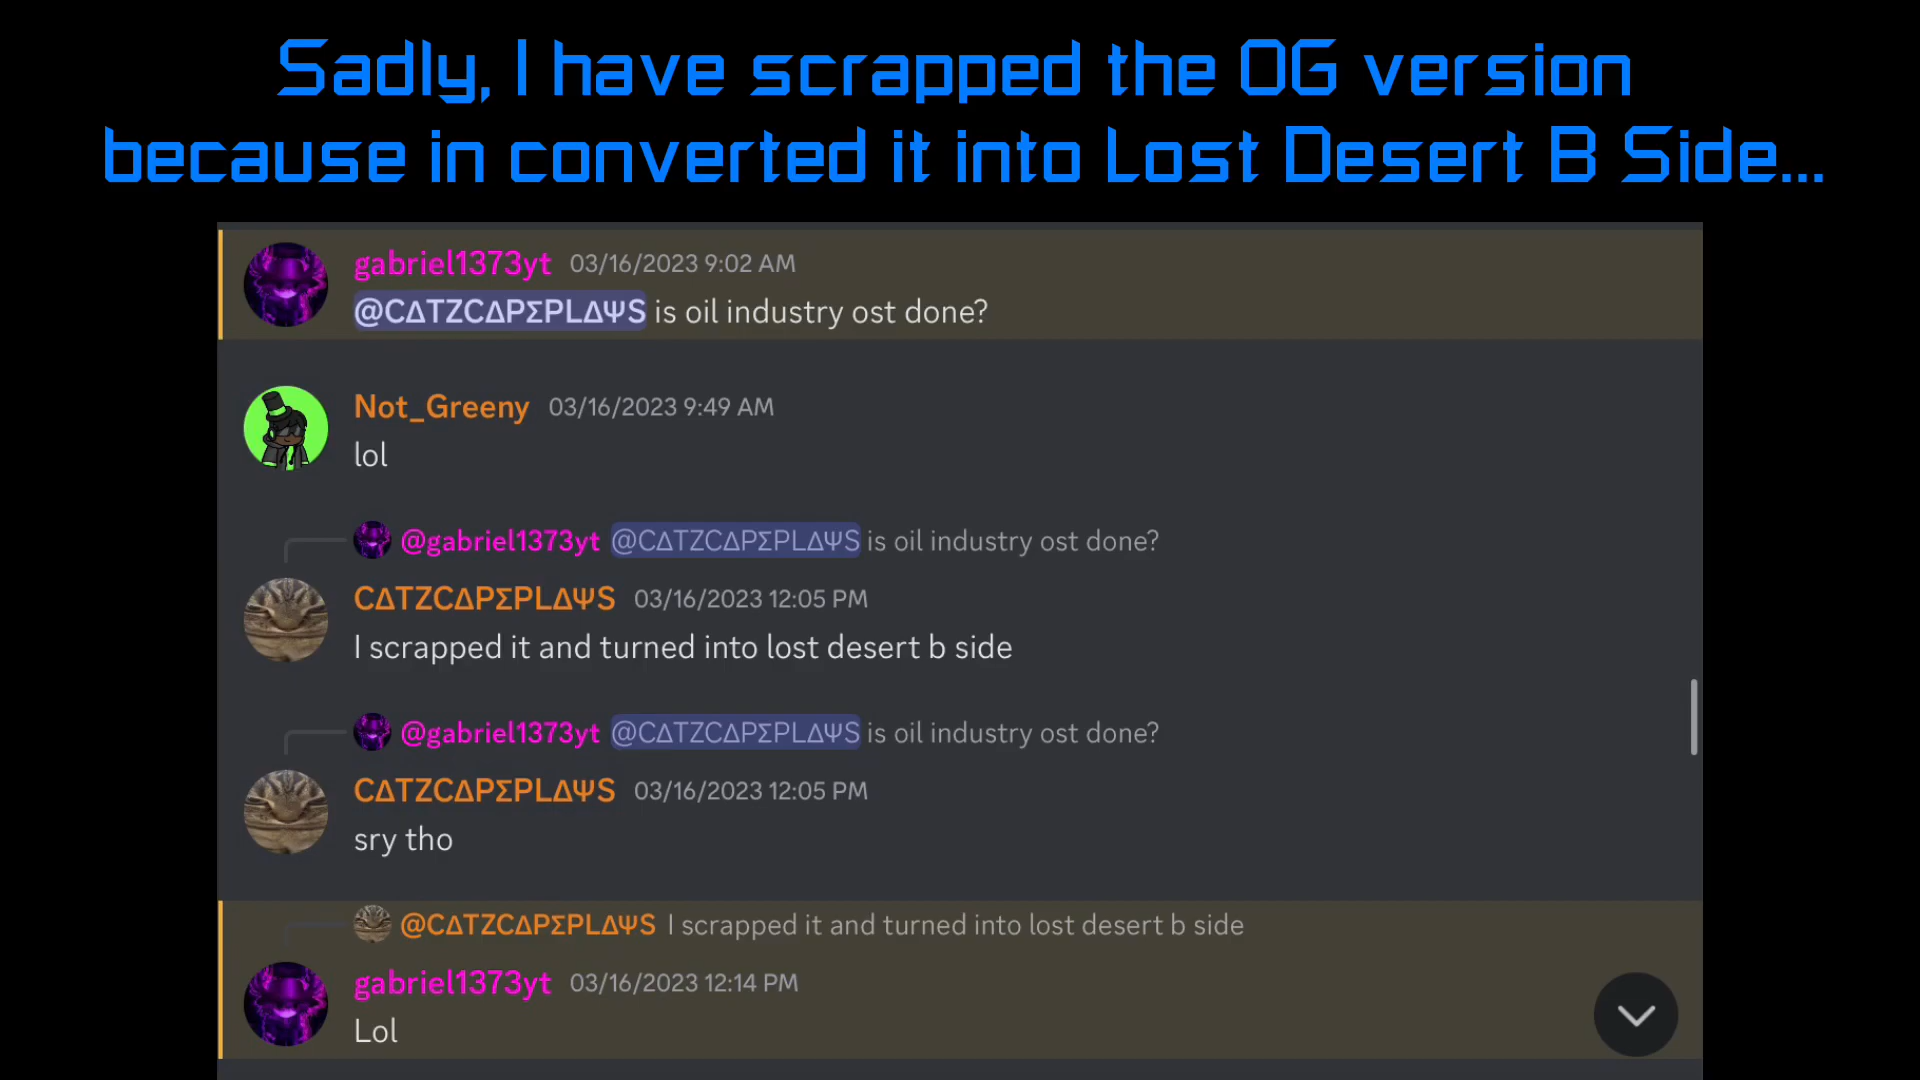 Sadly, I have scrapped the OG version
because in converted it into Lost Desert B Side...
gabriel1373yt 03/16/2023 9:02 AM
@CΔTZCΔPΣPLΔΨS is oil industry ost done?
Not_Greeny 03/16/2023 9:49 AM
lol
@gabriel1373yt @CΔTZCΔPΣPLΔΨS is oil industry ost done?
CΔTZCΔPΣPLΔΨS 03/16/2023 12:05 PM
I scrapped it and turned into lost desert b side
@gabriel1373yt @CΔTZCΔPΣPLΔΨS is oil industry ost done?
CΔTZCΔPΣPLΔΨS 03/16/2023 12:05 PM
sry tho
@CΔTZCΔPΣPLΔΨS I scrapped it and turned into lost desert b side
gabriel1373yt 03/16/2023 12:14 PM
Lol